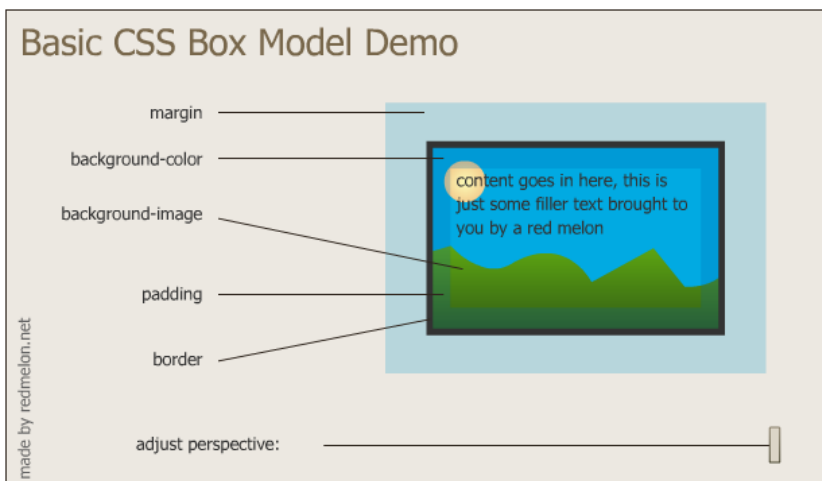 Basic CSS Box Model Demo
margin
background-color
background-image
padding
border
content goes in here, this is
just some filler text brought to
you by a red melon
adjust perspective:
made by redmelon.net